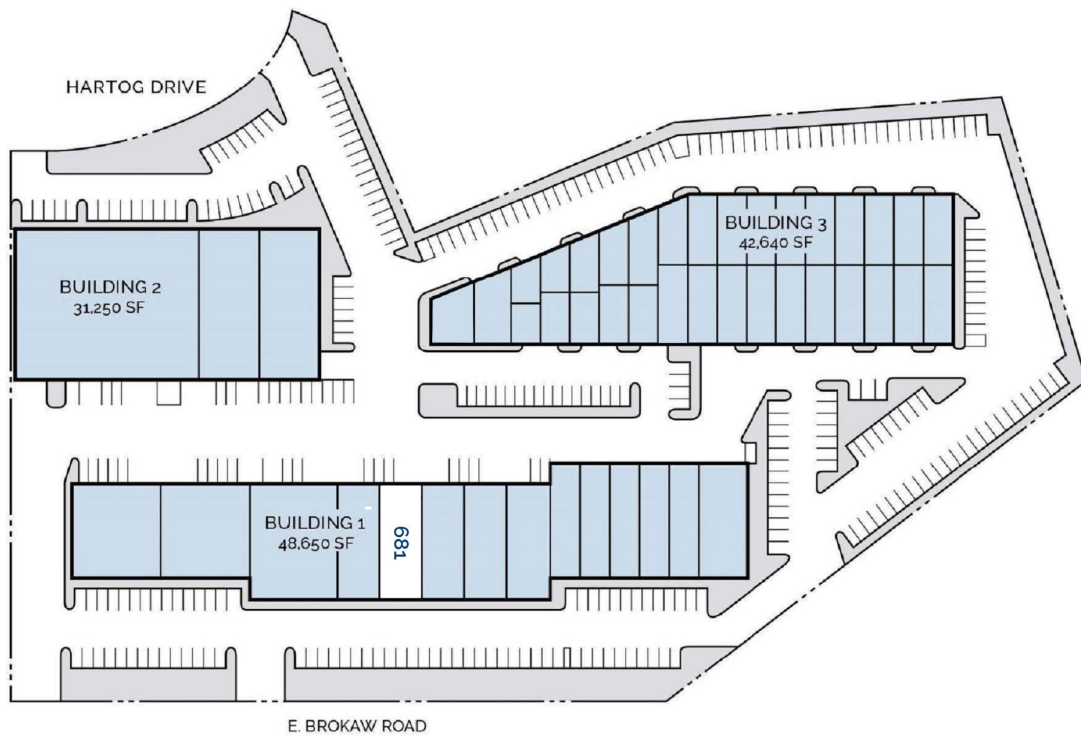 HARTOG DRIVE
BUILDING 3
42,640 SF
BUILDING 2
31,250 SF
BUILDING 1
48,650 SF
681
E. BROKAW ROAD